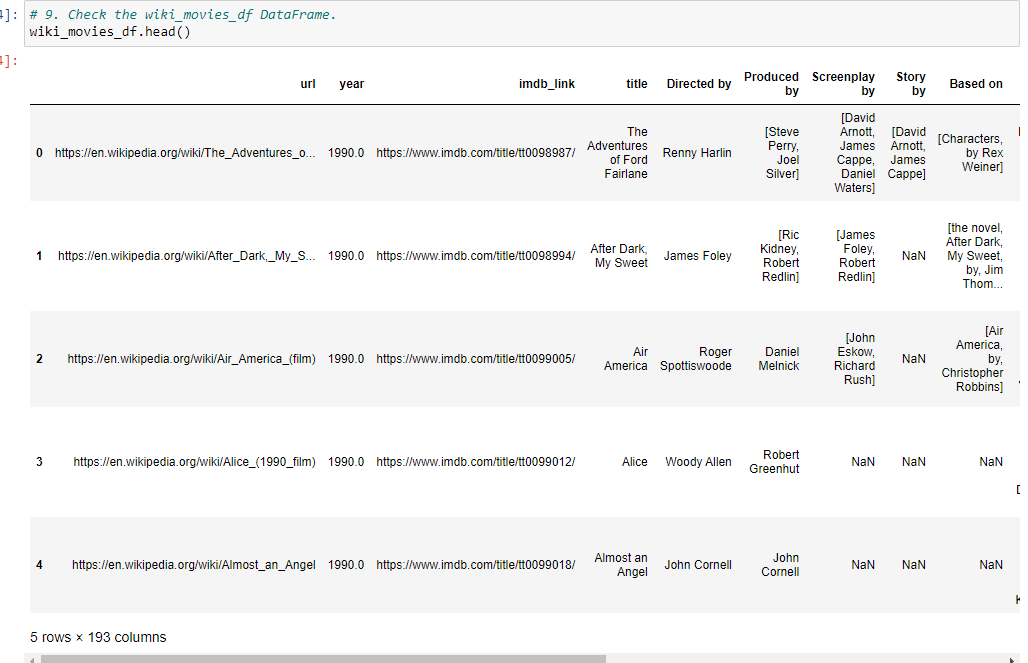 4]: # 9. Check the wiki_movies_df DataFrame.
wiki_movies_df.head()
4]:
url year imdb_link title Directed by Produced by Screenplay by Story by Based on
0 https://en.wikipedia.org/wiki/The_Adventures_o... 1990.0 https://www.imdb.com/title/tt0098987/ The Adventures of Ford Fairlane Renny Harlin [Steve Perry, Joel Silver] [David Arnott, James Cappe, Daniel Waters] [David Arnott, James Cappe] [Characters, by Rex Weiner]
1 https://en.wikipedia.org/wiki/After_Dark,_My_S... 1990.0 https://www.imdb.com/title/tt0098994/ After Dark, My Sweet James Foley [Ric Kidney, Robert Redlin] [James Foley, Robert Redlin] NaN [the novel, After Dark, My Sweet, by, Jim Thom...
2 https://en.wikipedia.org/wiki/Air_America_(film) 1990.0 https://www.imdb.com/title/tt0099005/ Air America Roger Spottiswoode Daniel Melnick [John Eskow, Richard Rush] NaN [Air America, by, Christopher Robbins]
3 https://en.wikipedia.org/wiki/Alice_(1990_film) 1990.0 https://www.imdb.com/title/tt0099012/ Alice Woody Allen Robert Greenhut NaN NaN NaN
4 https://en.wikipedia.org/wiki/Almost_an_Angel 1990.0 https://www.imdb.com/title/tt0099018/ Almost an Angel John Cornell John Cornell NaN NaN NaN
5 rows × 193 columns